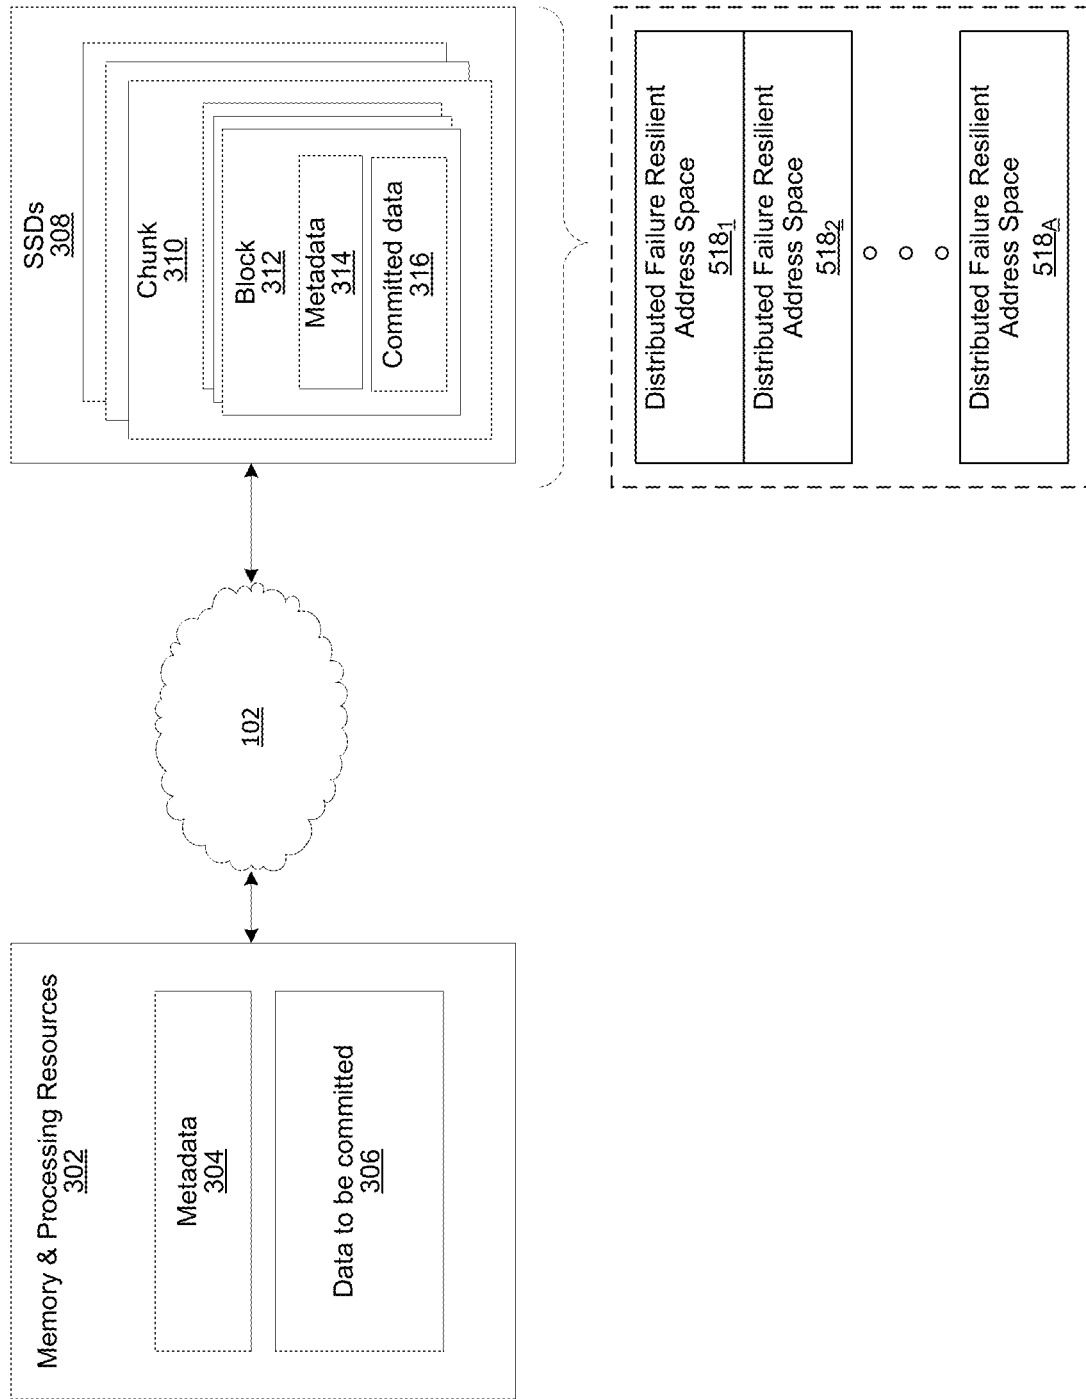 Memory & Processing Resources
302
Metadata
304
Data to be committed
306
102
SSDs
308
Chunk
310
Block
312
Metadata
314
Committed data
316
Distributed Failure Resilient
Address Space
518₁
Distributed Failure Resilient
Address Space
518₂
Distributed Failure Resilient
Address Space
518A